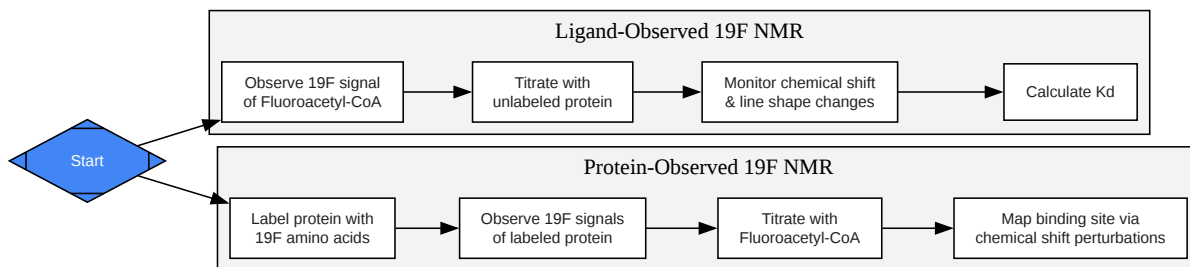 Ligand-Observed 19F NMR
Observe 19F signal
of Fluoroacetyl-CoA
Titrate with
unlabeled protein
Monitor chemical shift
& line shape changes
Calculate Kd
Start
Protein-Observed 19F NMR
Label protein with
19F amino acids
Observe 19F signals
of labeled protein
Titrate with
Fluoroacetyl-CoA
Map binding site via
chemical shift perturbations